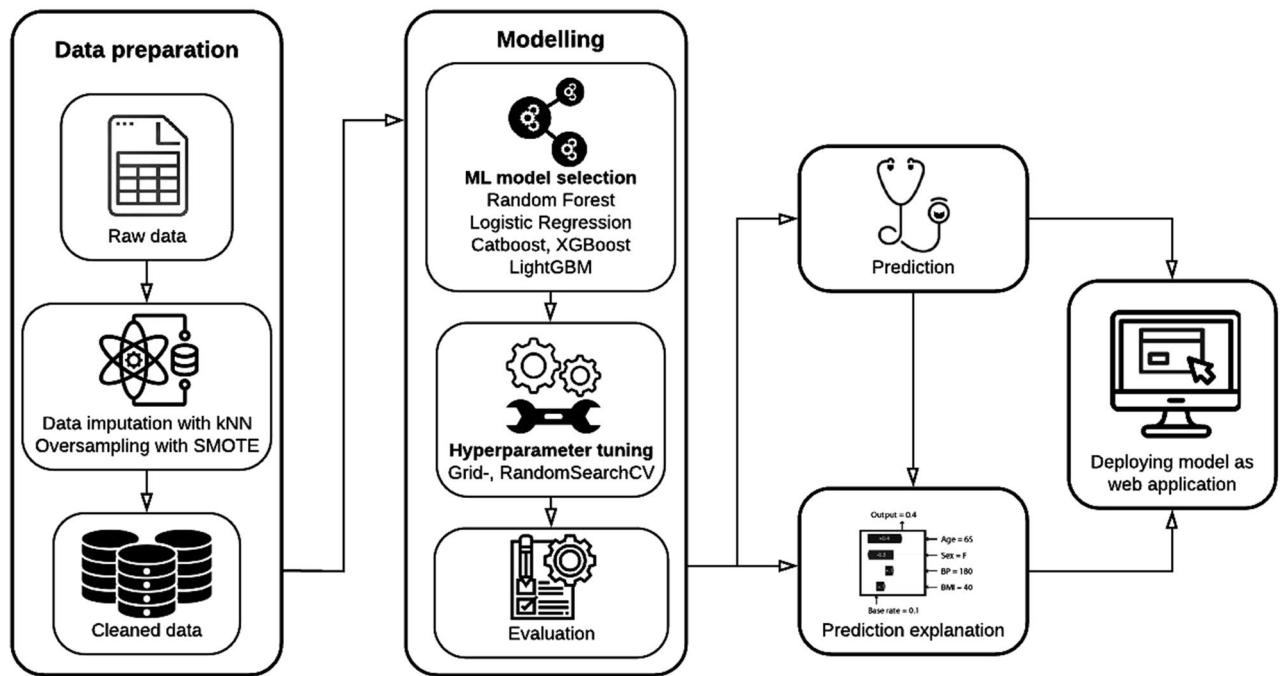 Data preparation
Raw data
Data imputation with kNN
Oversampling with SMOTE
Cleaned data
Modelling
ML model selection
Random Forest
Logistic Regression
Catboost, XGBoost
LightGBM
Hyperparameter tuning
Grid-, RandomSearchCV
Evaluation
Prediction
Output = 0.4
Age = 65
Sex = F
BP = 180
BMI = 40
Base rate = 0.1
Prediction explanation
Deploying model as
web application